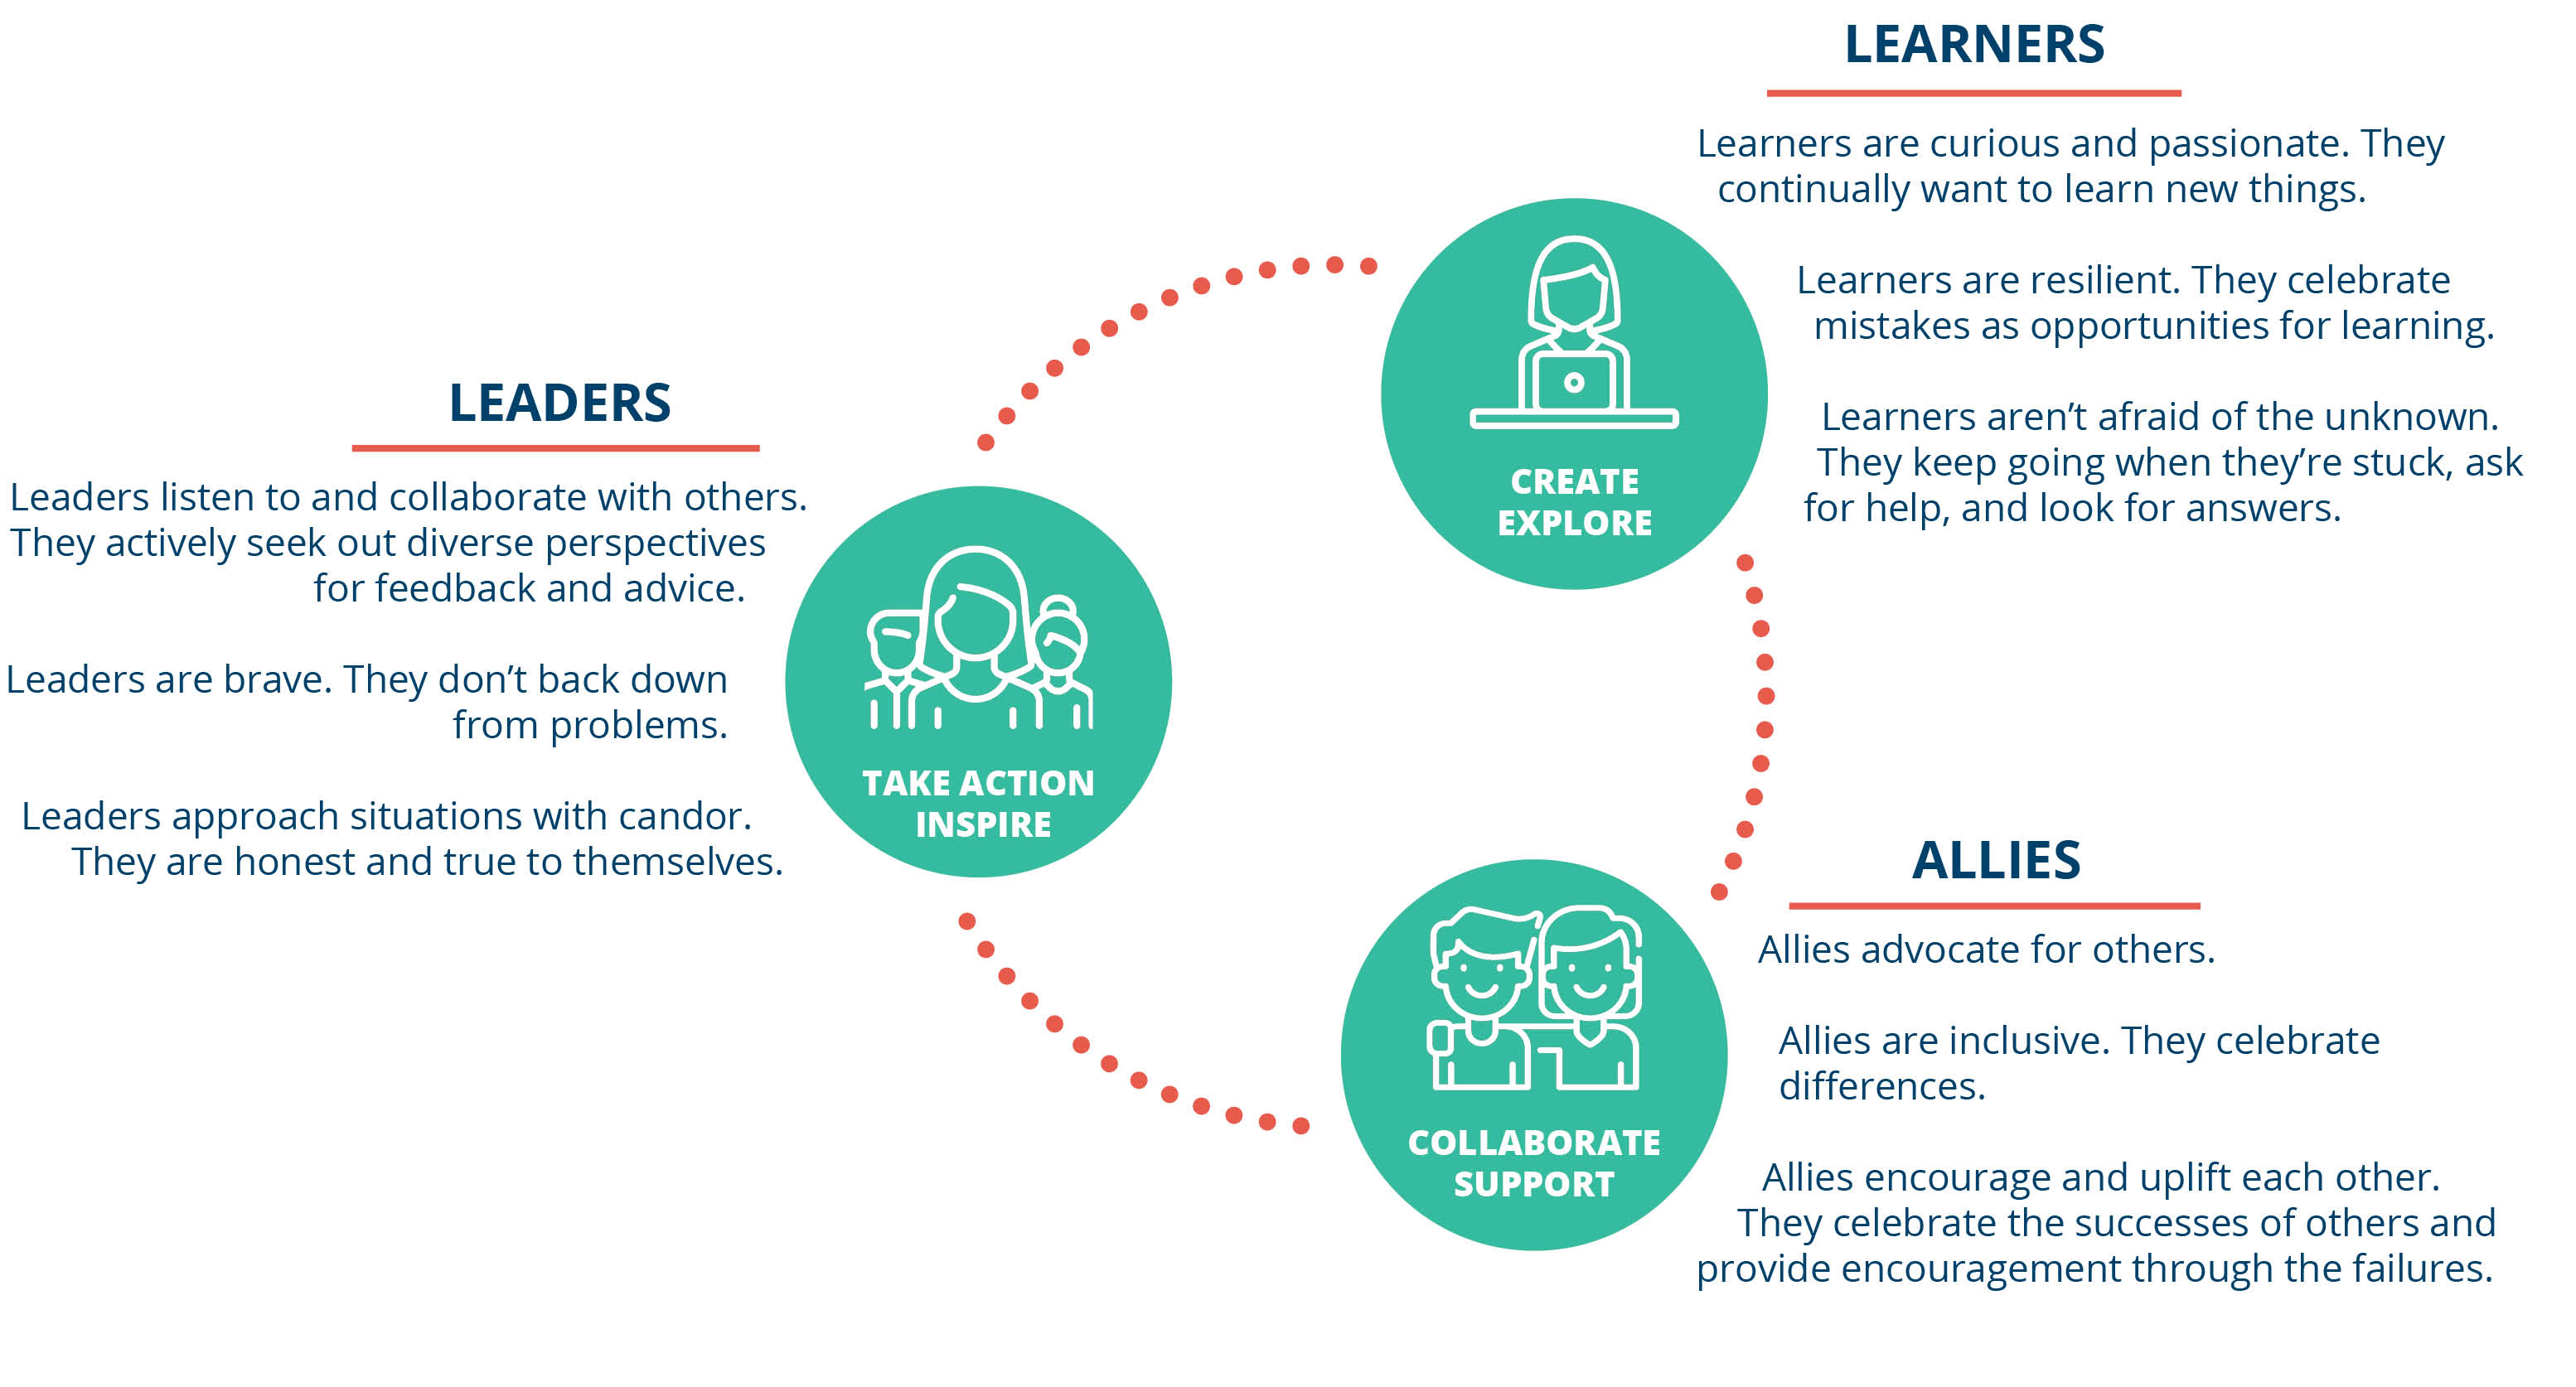 LEARNERS
Learners are curious and passionate. They
continually want to learn new things.
Learners are resilient. They celebrate
mistakes as opportunities for learning.
Learners aren’t afraid of the unknown.
They keep going when they’re stuck, ask
for help, and look for answers.
CREATE
EXPLORE
LEADERS
Leaders listen to and collaborate with others.
They actively seek out diverse perspectives
for feedback and advice.
Leaders are brave. They don’t back down
from problems.
Leaders approach situations with candor.
They are honest and true to themselves.
TAKE ACTION
INSPIRE
ALLIES
Allies advocate for others.
Allies are inclusive. They celebrate
differences.
Allies encourage and uplift each other.
They celebrate the successes of others and
provide encouragement through the failures.
COLLABORATE
SUPPORT